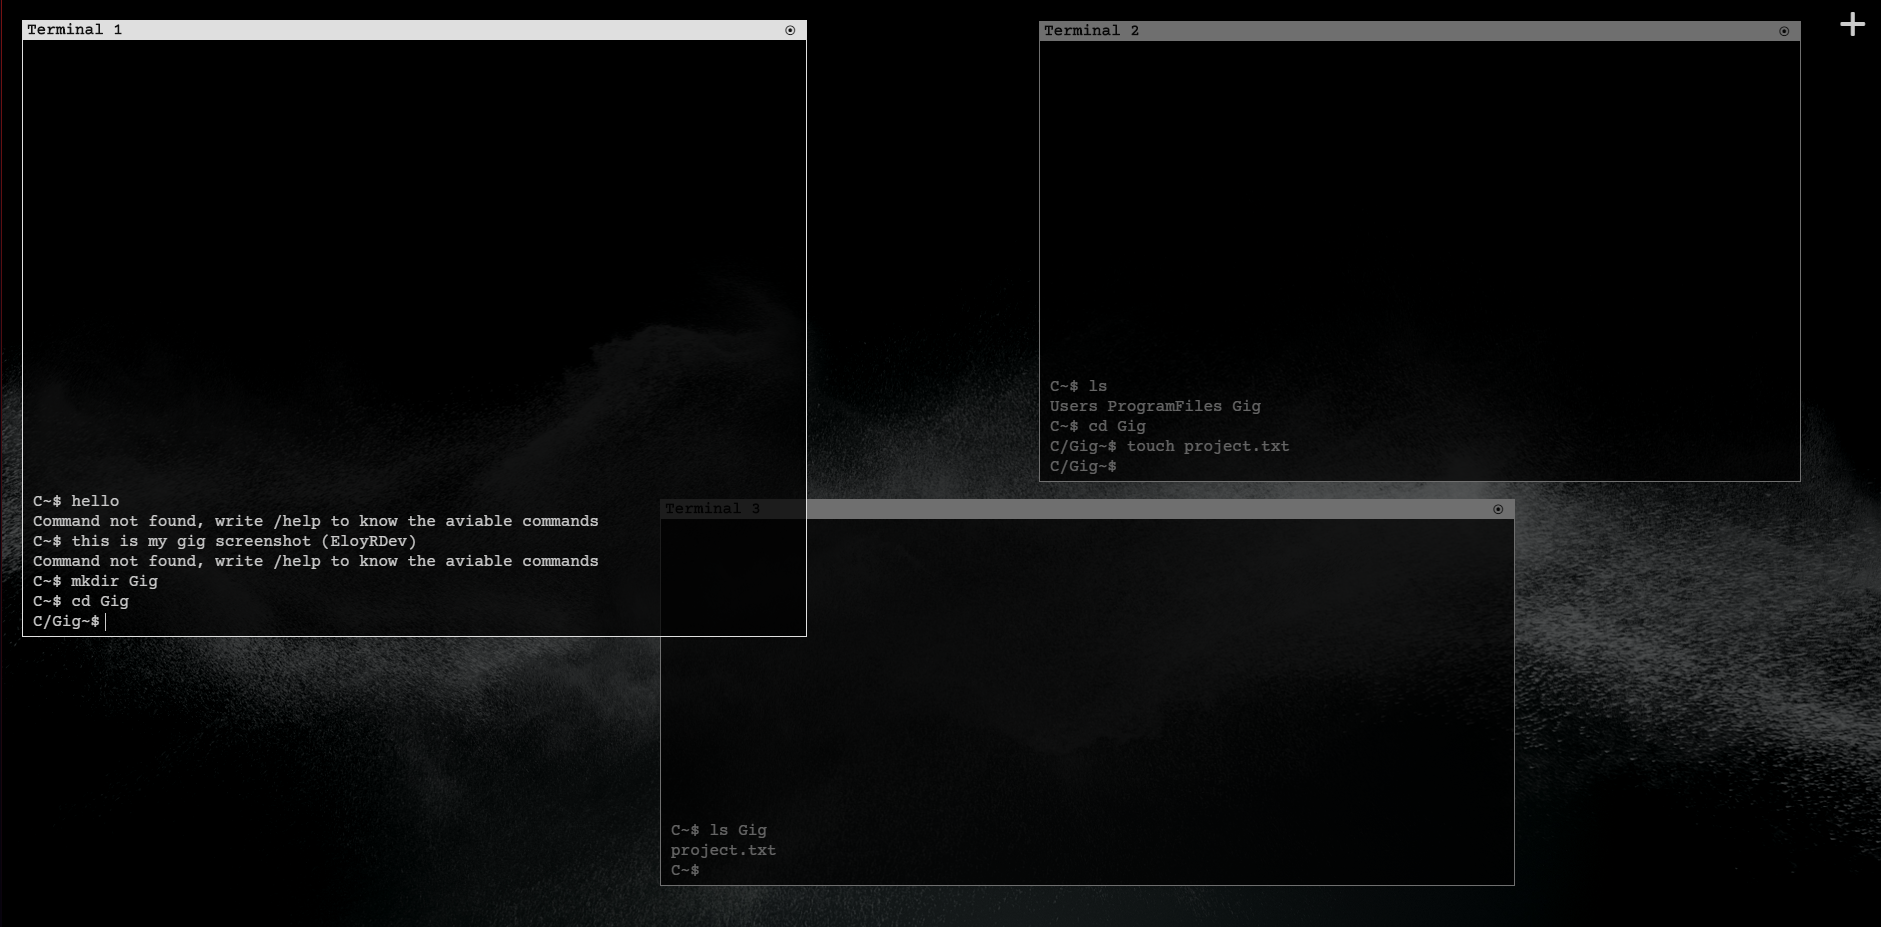 Terminal 1
C~$ hello
Command not found, write /help to know the aviable commands
C~$ this is my gig screenshot (EloyRDev)
Command not found, write /help to know the aviable commands
C~$ mkdir Gig
C~$ cd Gig
C/Gig~$
Terminal 2
C~$ ls
Users ProgramFiles Gig
C~$ cd Gig
C/Gig~$ touch project.txt
C/Gig~$
Terminal 3
C~$ ls Gig
project.txt
C~$